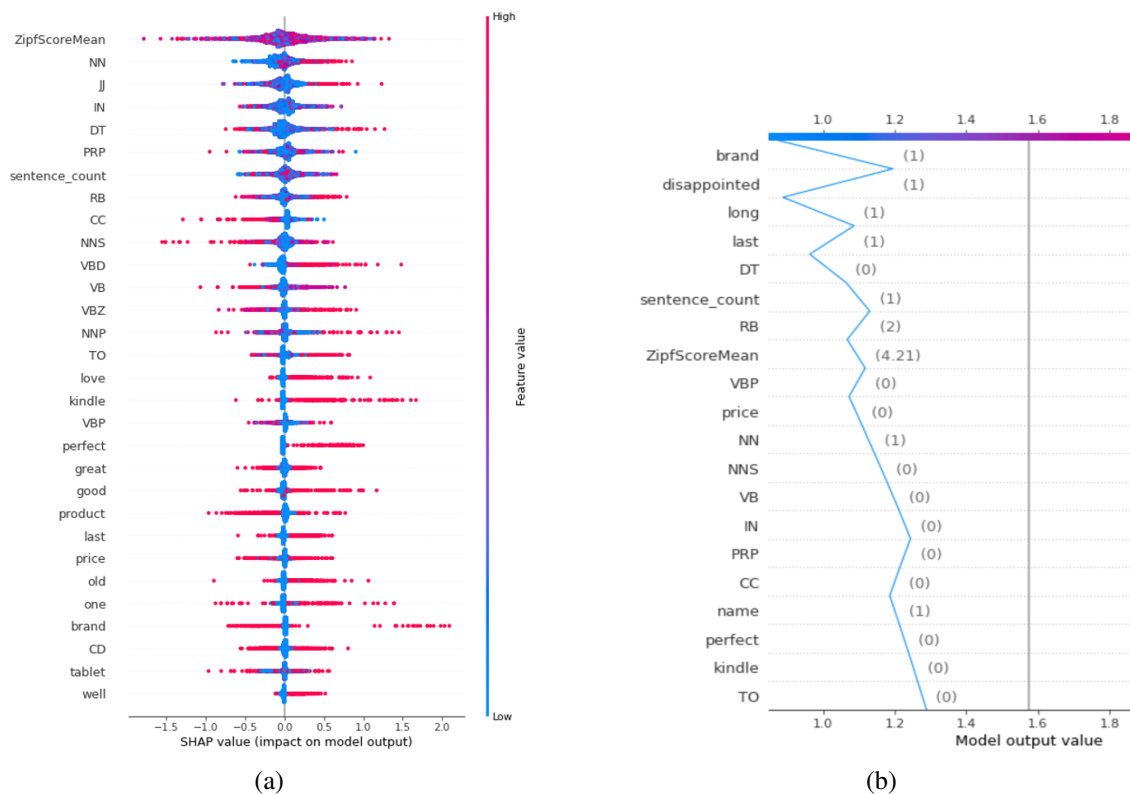 High
ZipfScoreMean
NN
JJ
IN
DT
PRP
sentence_count
RB
CC
NNS
VBD
VB
VBZ
NNP
TO
love
kindle
VBP
perfect
great
good
product
last
price
old
one
brand
CD
tablet
well
Feature value
Low
−1.5 −1.0 −0.5 0.0 0.5 1.0 1.5 2.0
SHAP value (impact on model output)
(a)
1.0 1.2 1.4 1.6 1.8
brand (1)
disappointed (1)
long (1)
last (1)
DT (0)
sentence_count (1)
RB (2)
ZipfScoreMean (4.21)
VBP (0)
price (0)
NN (1)
NNS (0)
VB (0)
IN (0)
PRP (0)
CC (0)
name (1)
perfect (0)
kindle (0)
TO (0)
1.0 1.2 1.4 1.6 1.8
Model output value
(b)